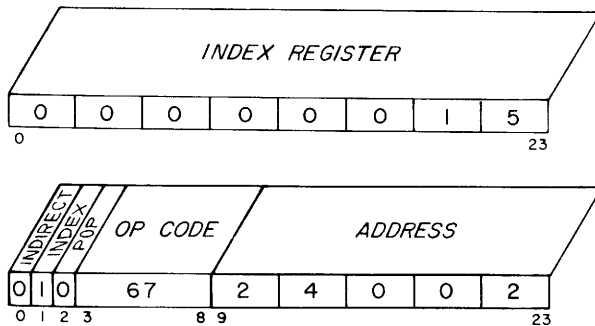 INDEX REGISTER
0 0 0 0 0 0 1 5
0 23
INDIRECT INDEX POP OP CODE ADDRESS
0 1 0 67 2 4 0 0 2
0 1 2 3 8 9 23